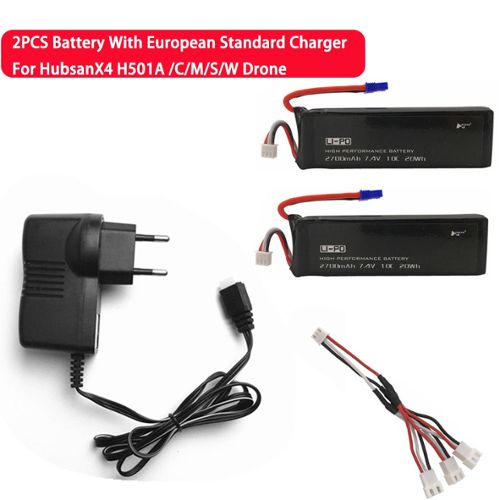 2PCS Battery With European Standard Charger
For HubsanX4 H501A /C/M/S/W Drone
LI-PO
HIGH PERFORMANCE BATTERY
2700mAh 7.4V 10C 20Wh
LI-PO
HIGH PERFORMANCE BATTERY
2700mAh 7.4V 10C 20Wh